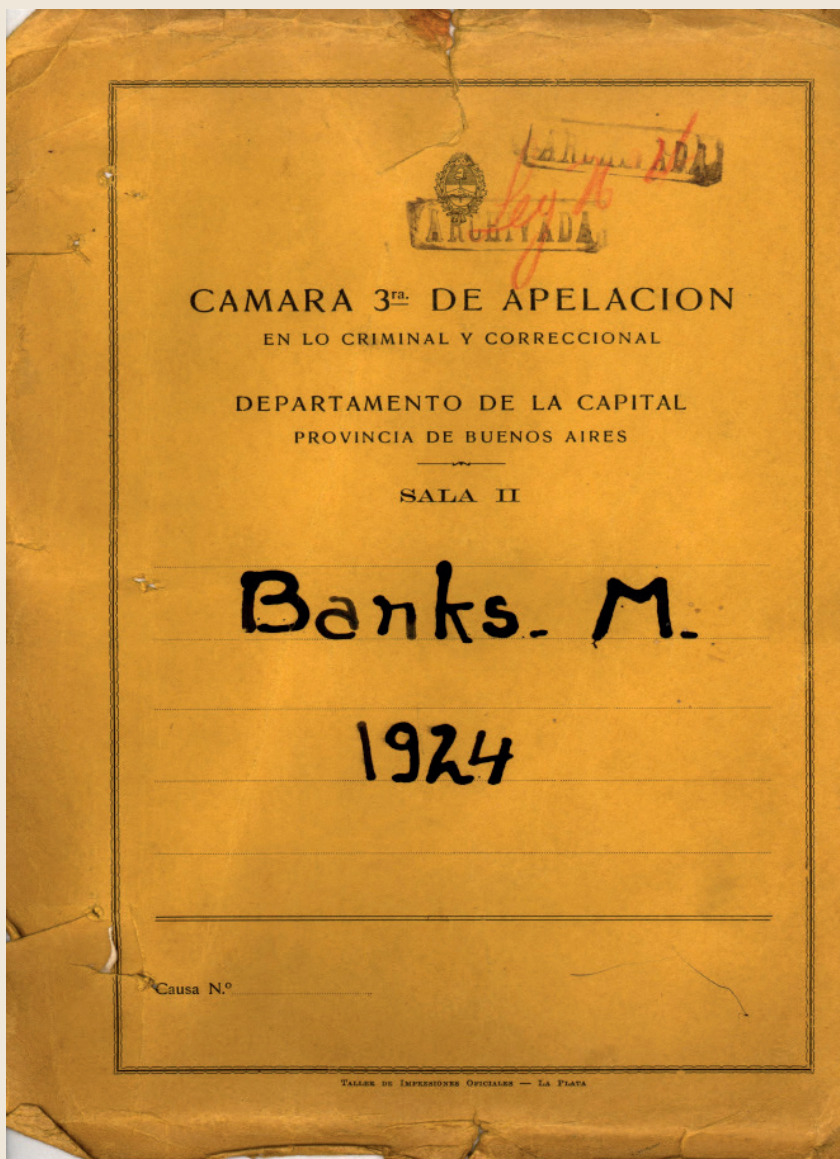 ARCHIVADA
ARCHIVADA
CAMARA 3ra. DE APELACION
EN LO CRIMINAL Y CORRECCIONAL
DEPARTAMENTO DE LA CAPITAL
PROVINCIA DE BUENOS AIRES
SALA II
Banks. M.
1924
Causa N.º
TALLER DE IMPRESIONES OFICIALES — LA PLATA